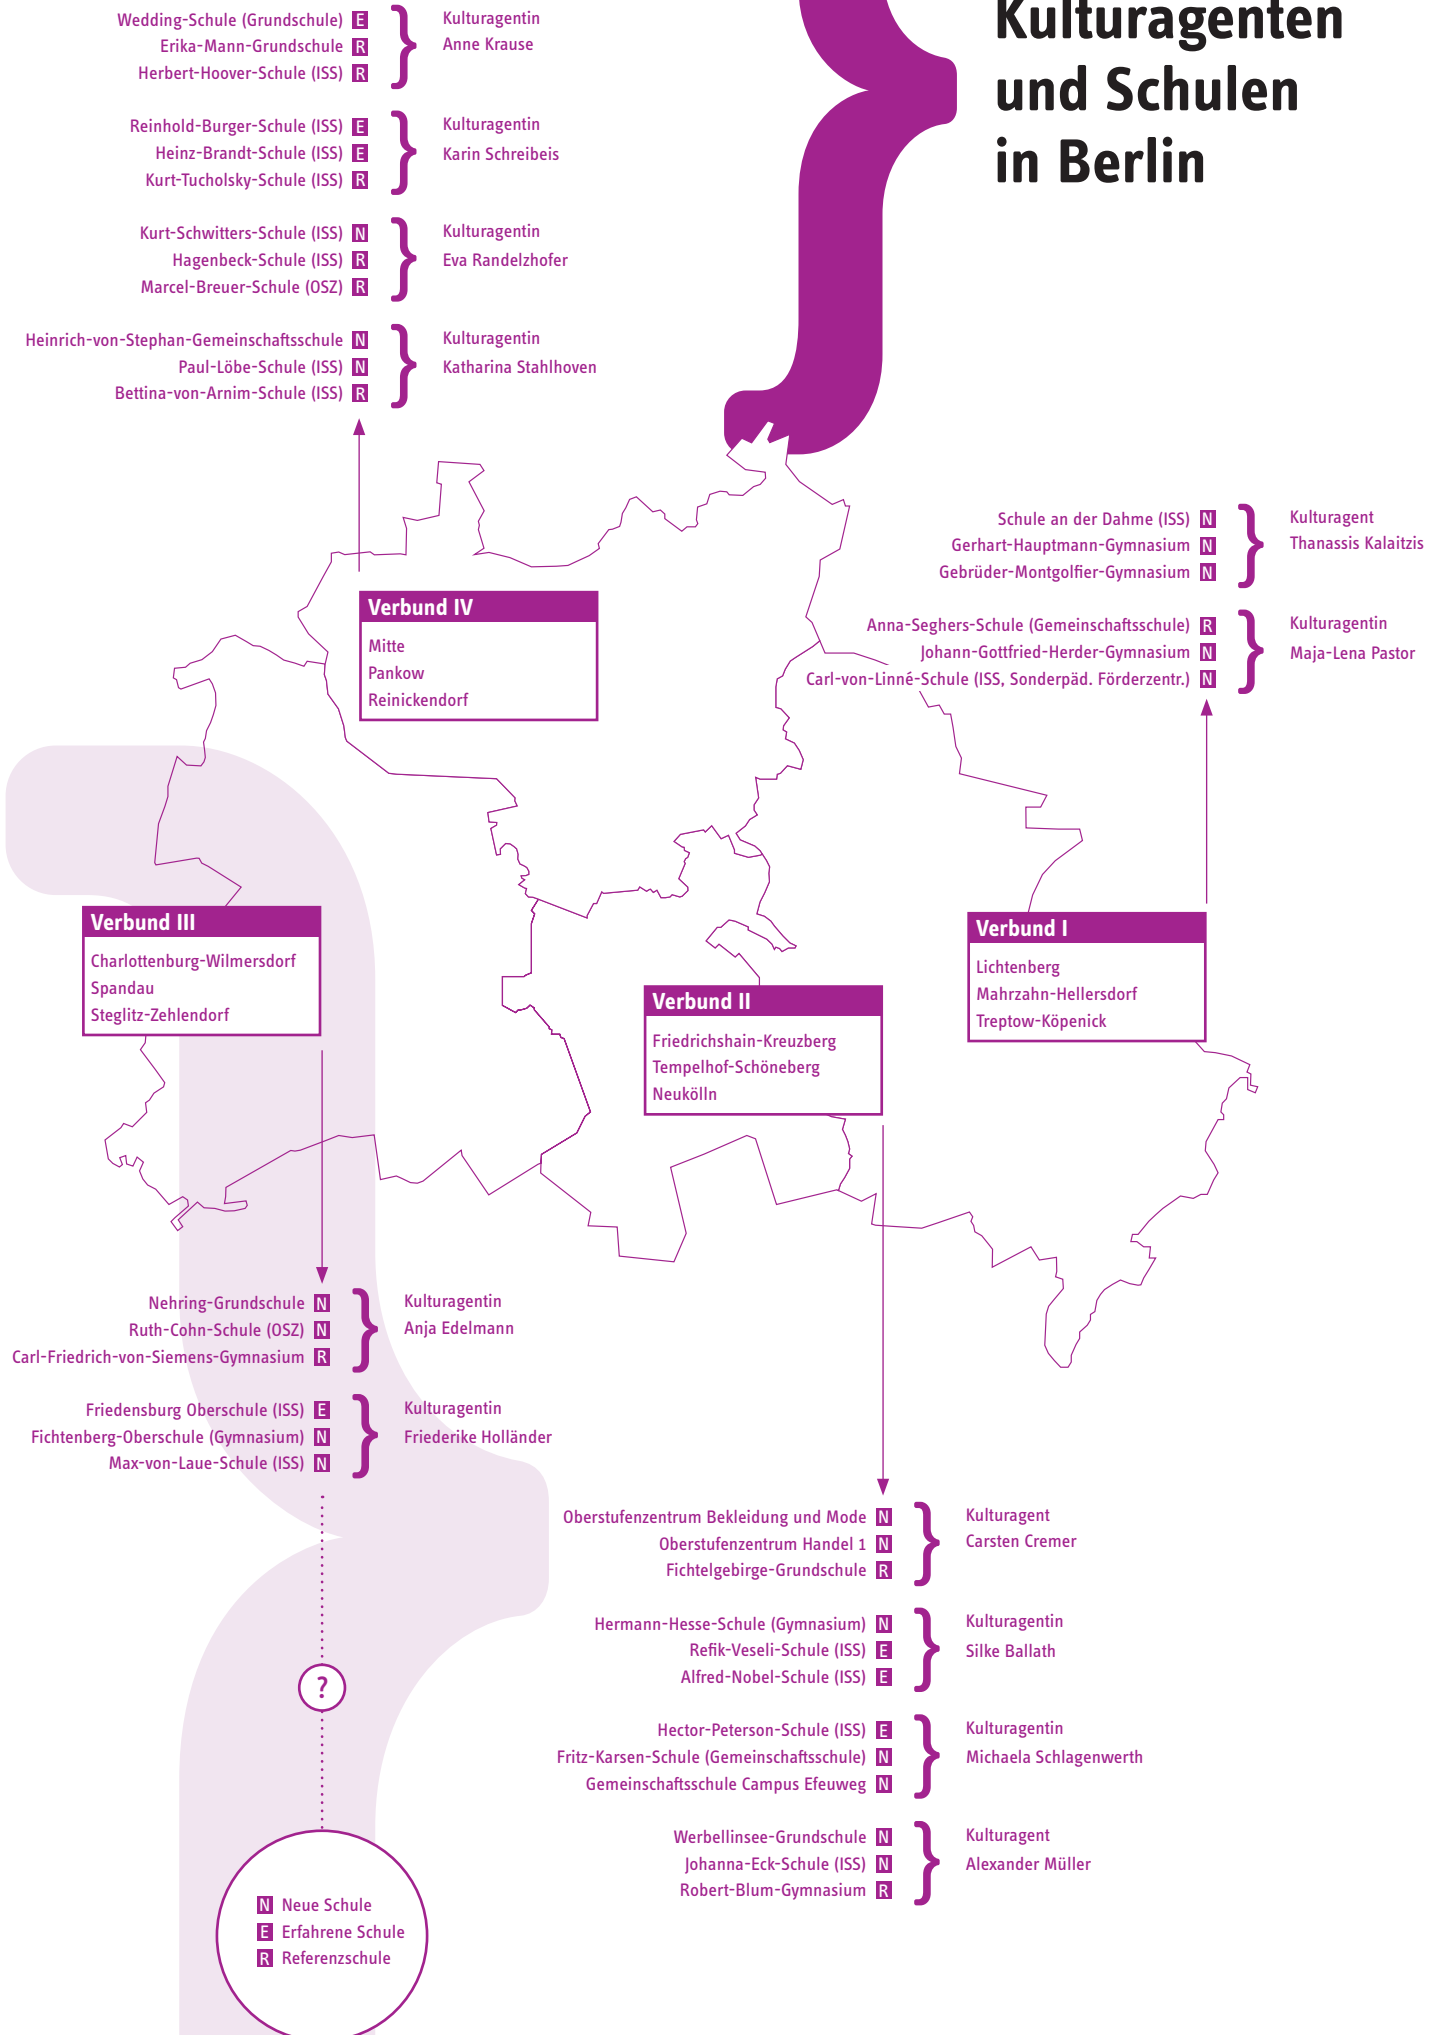 Kulturagenten
und Schulen
in Berlin
Wedding-Schule (Grundschule) E
Erika-Mann-Grundschule R
Herbert-Hoover-Schule (ISS) R
Kulturagentin
Anne Krause
Reinhold-Burger-Schule (ISS) E
Heinz-Brandt-Schule (ISS) E
Kurt-Tucholsky-Schule (ISS) R
Kulturagentin
Karin Schreibeis
Kurt-Schwitters-Schule (ISS) N
Hagenbeck-Schule (ISS) R
Marcel-Breuer-Schule (OSZ) R
Kulturagentin
Eva Randelzhofer
Heinrich-von-Stephan-Gemeinschaftsschule N
Paul-Löbe-Schule (ISS) N
Bettina-von-Arnim-Schule (ISS) R
Kulturagentin
Katharina Stahlhoven
Schule an der Dahme (ISS) N
Gerhart-Hauptmann-Gymnasium N
Gebrüder-Montgolfier-Gymnasium N
Kulturagent
Thanassis Kalaitzis
Anna-Seghers-Schule (Gemeinschaftsschule) R
Johann-Gottfried-Herder-Gymnasium N
Carl-von-Linné-Schule (ISS, Sonderpäd. Förderzentr.) N
Kulturagentin
Maja-Lena Pastor
Verbund IV
Mitte
Pankow
Reinickendorf
Verbund III
Charlottenburg-Wilmersdorf
Spandau
Steglitz-Zehlendorf
Verbund I
Lichtenberg
Mahrzahn-Hellersdorf
Treptow-Köpenick
Verbund II
Friedrichshain-Kreuzberg
Tempelhof-Schöneberg
Neukölln
Nehring-Grundschule N
Ruth-Cohn-Schule (OSZ) N
Carl-Friedrich-von-Siemens-Gymnasium R
Kulturagentin
Anja Edelmann
Friedensburg Oberschule (ISS) E
Fichtenberg-Oberschule (Gymnasium) N
Max-von-Laue-Schule (ISS) N
Kulturagentin
Friederike Holländer
Oberstufenzentrum Bekleidung und Mode N
Oberstufenzentrum Handel 1 N
Fichtelgebirge-Grundschule R
Kulturagent
Carsten Cremer
Hermann-Hesse-Schule (Gymnasium) N
Refik-Veseli-Schule (ISS) E
Alfred-Nobel-Schule (ISS) E
Kulturagentin
Silke Ballath
Hector-Peterson-Schule (ISS) E
Fritz-Karsen-Schule (Gemeinschaftsschule) N
Gemeinschaftsschule Campus Efeuweg N
Kulturagentin
Michaela Schlagenwerth
Werbellinsee-Grundschule N
Johanna-Eck-Schule (ISS) N
Robert-Blum-Gymnasium R
Kulturagent
Alexander Müller
?
N Neue Schule
E Erfahrene Schule
R Referenzschule